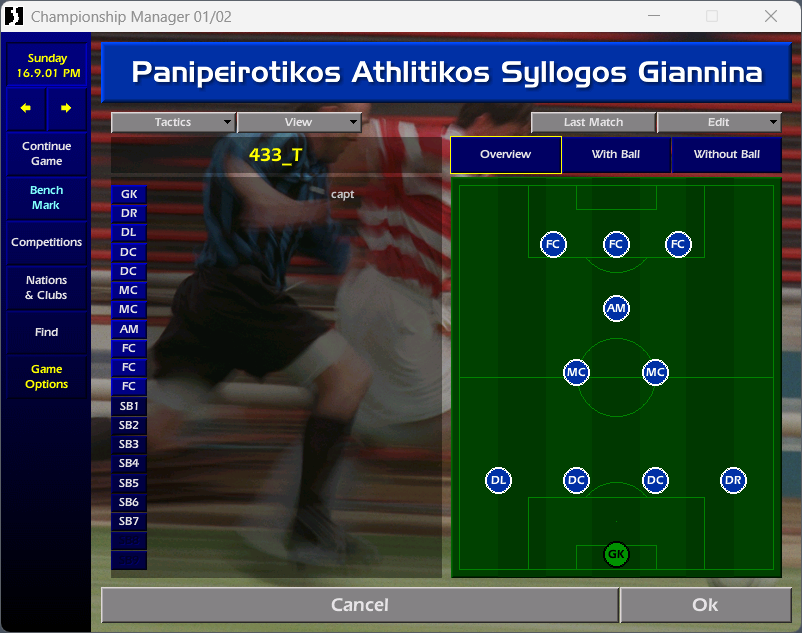 Championship Manager 01/02
Sunday
16.9.01 PM
Continue
Game
Bench
Mark
Competitions
Nations
& Clubs
Find
Game
Options
Panipeirotikos Athlitikos Syllogos Giannina
Tactics
View
Last Match
Edit
433_T
Overview
With Ball
Without Ball
GK
capt
DR
DL
DC
DC
MC
MC
AM
FC
FC
FC
SB1
SB2
SB3
SB4
SB5
SB6
SB7
FC FC FC
AM
MC MC
DL DC DC DR
GK
Cancel
Ok